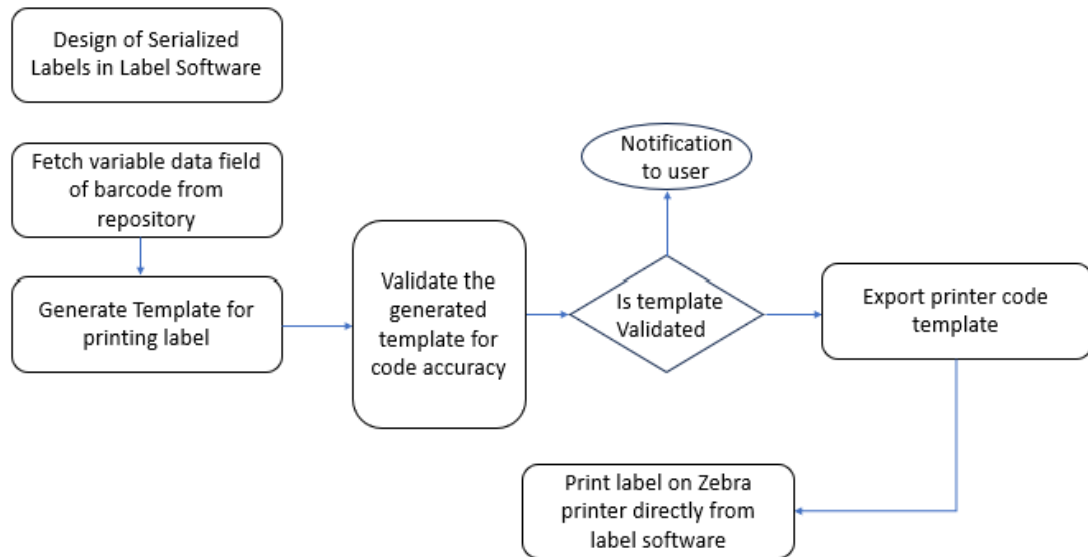 Design of Serialized
Labels in Label Software
Fetch variable data field
of barcode from
repository
Generate Template for
printing label
Validate the
generated
template for
code accuracy
Notification
to user
Is template
Validated
Export printer code
template
Print label on Zebra
printer directly from
label software